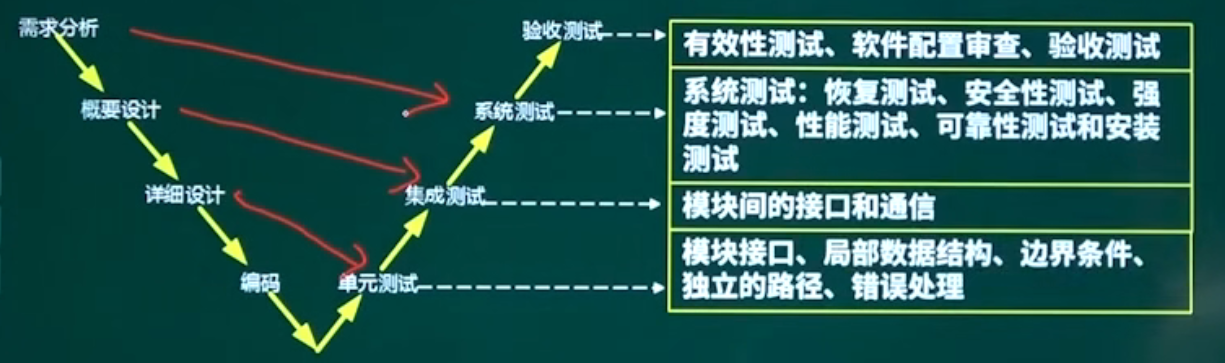 需求分析
验收测试
有效性测试、软件配置审查、验收测试
概要设计
系统测试
系统测试：恢复测试、安全性测试、强
度测试、性能测试、可靠性测试和安装
测试
详细设计
集成测试
模块间的接口和通信
编码
单元测试
模块接口、局部数据结构、边界条件、
独立的路径、错误处理